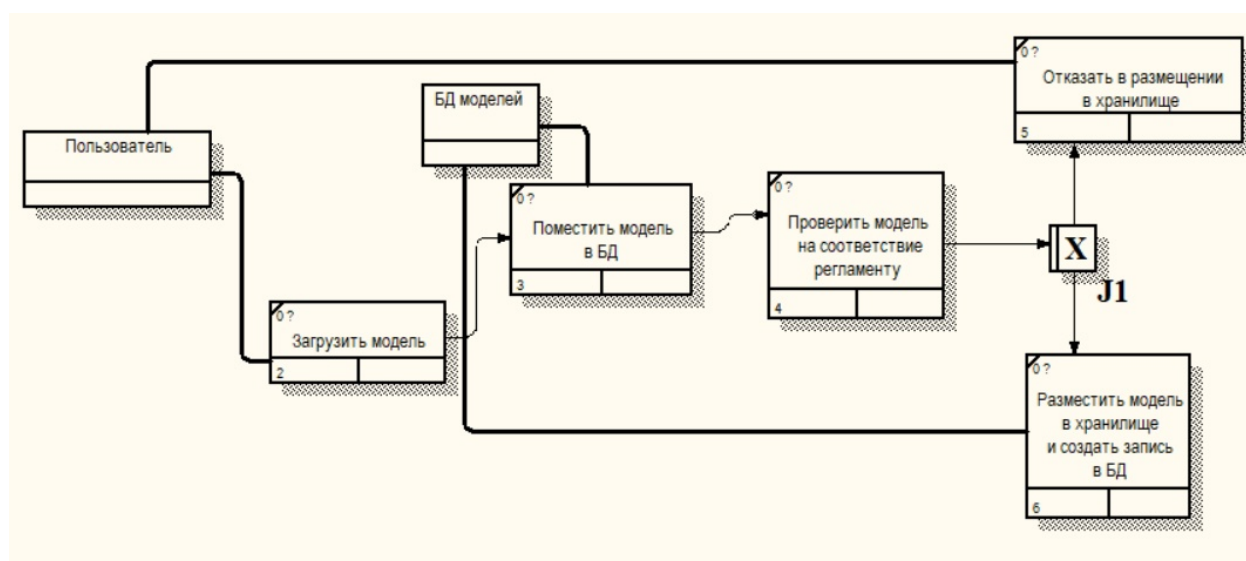 0 ?
Отказать в размещении
в хранилище
5
БД моделей
Пользователь
0 ?
Поместить модель
в БД
3
0 ?
Проверить модель
на соответствие
регламенту
4
X
J1
0 ?
Загрузить модель
2
0 ?
Разместить модель
в хранилище
и создать запись
в БД
6